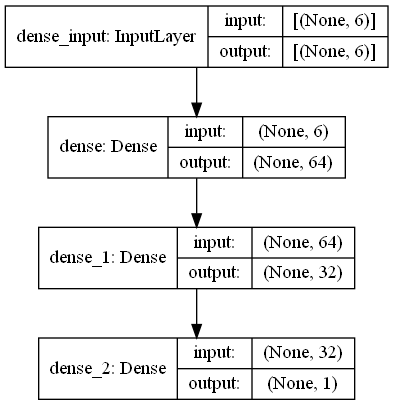 dense_input: InputLayer
input: [(None, 6)]
output: [(None, 6)]
dense: Dense
input: (None, 6)
output: (None, 64)
dense_1: Dense
input: (None, 64)
output: (None, 32)
dense_2: Dense
input: (None, 32)
output: (None, 1)